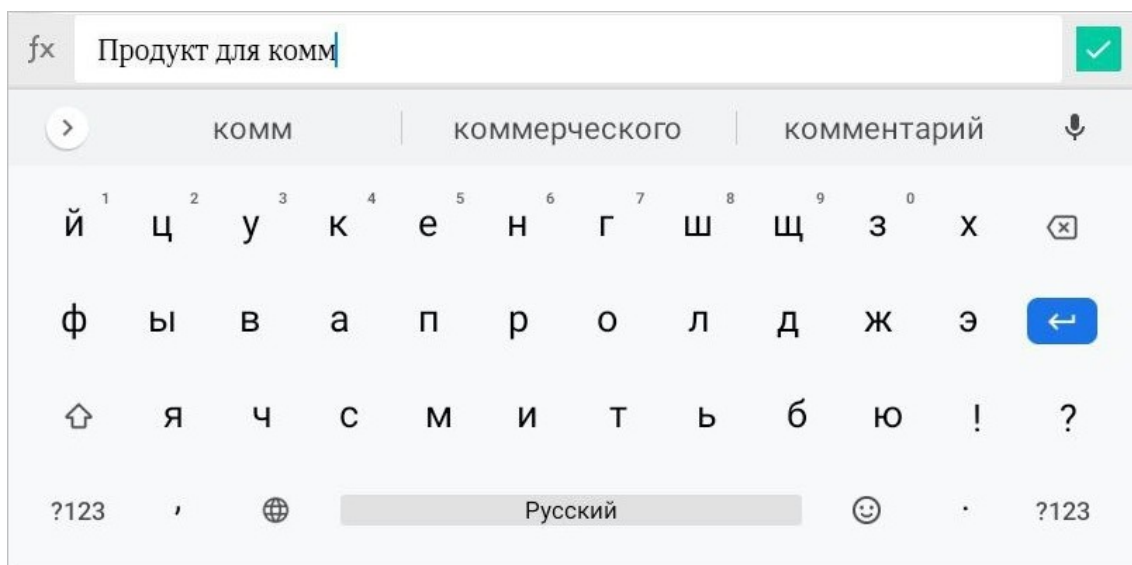 fx Продукт для комм
комм коммерческого комментарий
й 1 ц 2 у 3 к 4 е 5 н 6 г 7 ш 8 щ 9 з 0 х
ф ы в а п р о л д ж э
я ч с м и т ь б ю ! ?
?123 , Русский . ?123